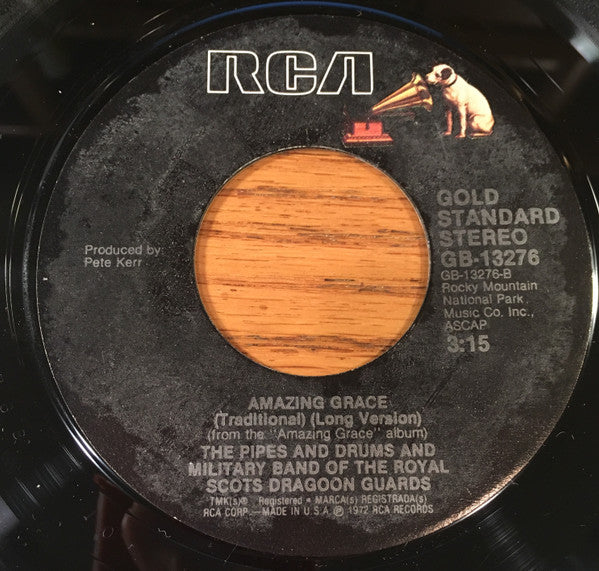 RCA
GOLD
STANDARD
STEREO
GB-13276
GB-13276-B
Rocky Mountain
National Park
Music Co. Inc.,
ASCAP
3:15
Produced by
Pete Kerr
AMAZING GRACE
(Traditional) (Long Version)
(from the "Amazing Grace" album)
THE PIPES AND DRUMS AND
MILITARY BAND OF THE ROYAL
SCOTS DRAGOON GUARDS
TMK(s)® Registered • MARCA(s) REGISTRADA(s)
RCA CORP.—MADE IN U.S.A. ℗ 1972 RCA RECORDS